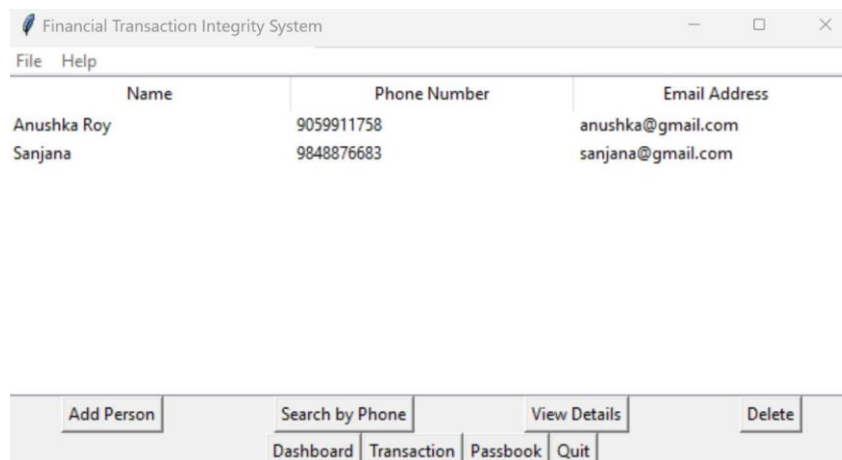 Financial Transaction Integrity System
File Help
Name Phone Number Email Address
Anushka Roy 9059911758 anushka@gmail.com
Sanjana 9848876683 sanjana@gmail.com
Add Person Search by Phone View Details Delete
Dashboard Transaction Passbook Quit